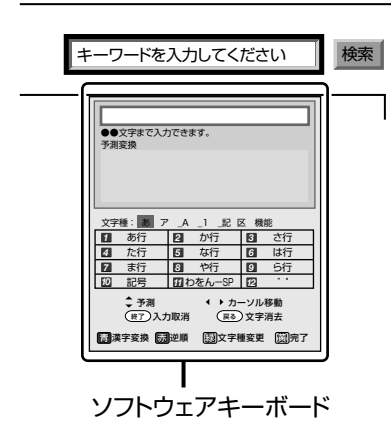 キーワードを入力してください 検索
●●文字まで入力できます。
予測変換
文字種： あ ア _A _1 _記 区 機能
1 あ行 2 か行 3 さ行
4 た行 5 な行 6 は行
7 ま行 8 や行 9 ら行
10 記号 11 わをん−SP 12 ゛゜
予測 カーソル移動
終了 入力取消 戻る 文字消去
青 漢字変換 赤 逆順 緑 文字種変更 完了
ソフトウェアキーボード